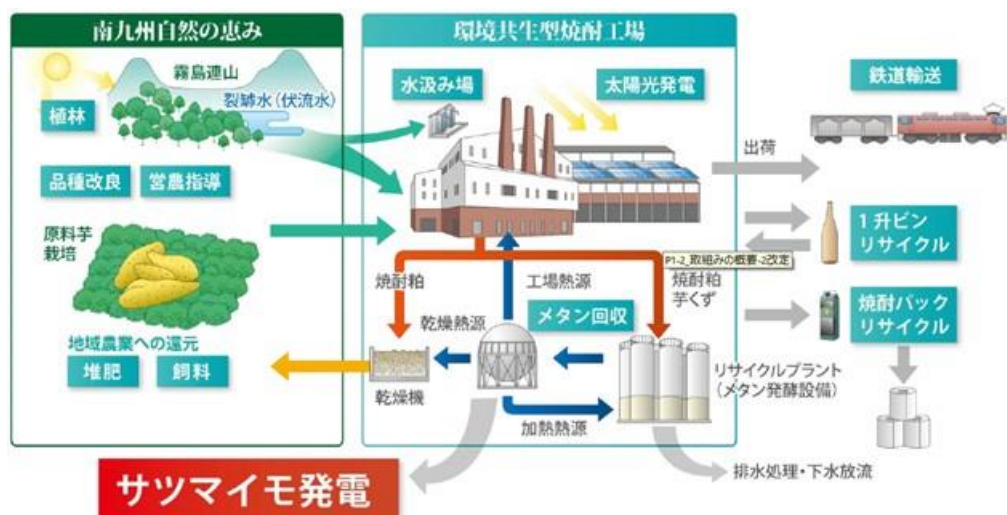 南九州自然の恵み
霧島連山
裂罅水(伏流水)
植林
品種改良
営農指導
原料芋
栽培
地域農業への還元
堆肥
飼料
環境共生型焼酎工場
水汲み場
太陽光発電
焼酎粕
工場熱源
P1-2_取組みの概要-2改定
焼酎粕
芋くず
乾燥熱源
メタン回収
乾燥機
加熱熱源
リサイクルプラント
(メタン発酵設備)
鉄道輸送
出荷
1升ビン
リサイクル
焼酎パック
リサイクル
排水処理・下水放流
サツマイモ発電